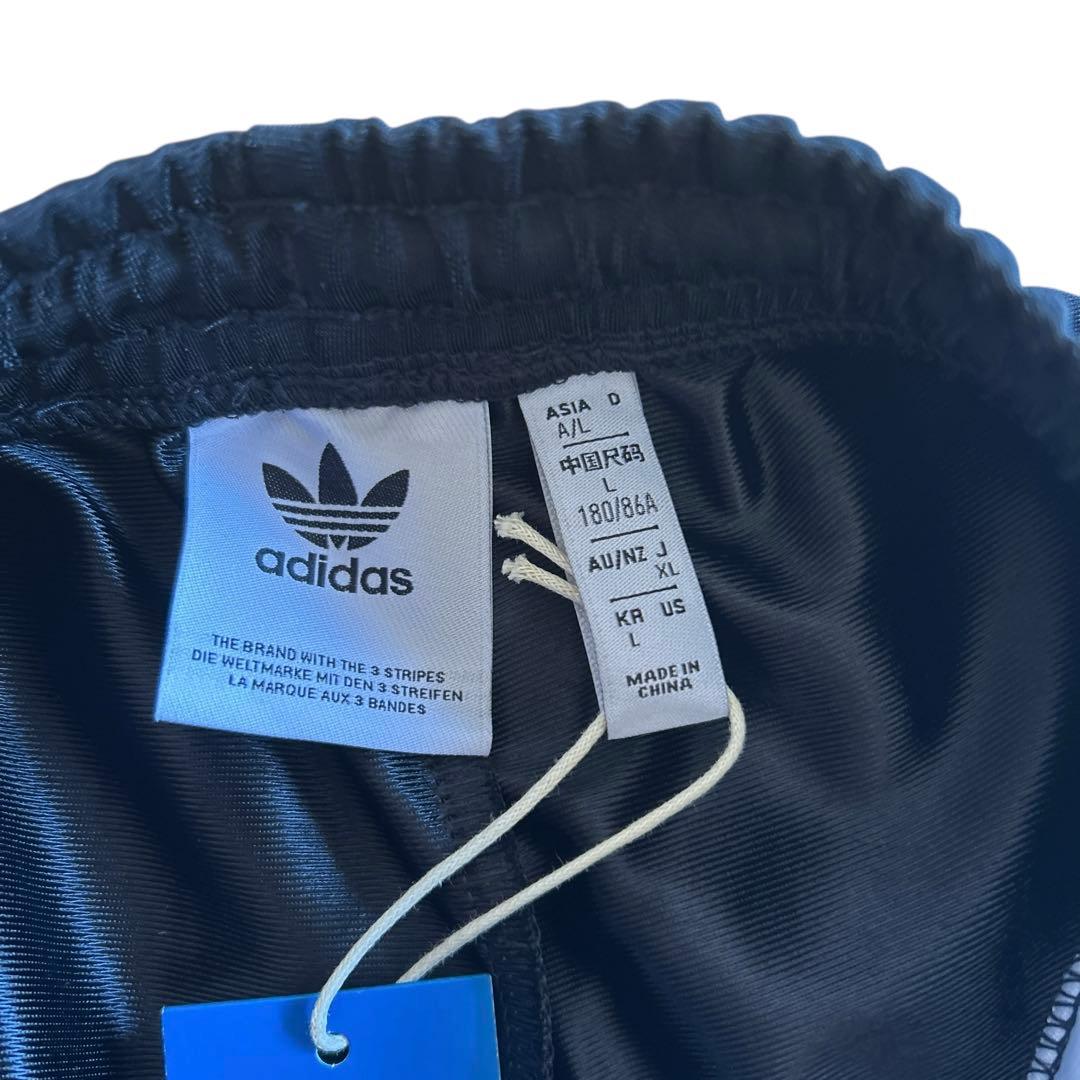 adidas
THE BRAND WITH THE 3 STRIPES
DIE WELTMARKE MIT DEN 3 STREIFEN
LA MARQUE AUX 3 BANDES
ASIA D
A/L
中国尺码
L
180/86A
AU/NZ J
XL
KR US
L
MADE IN
CHINA